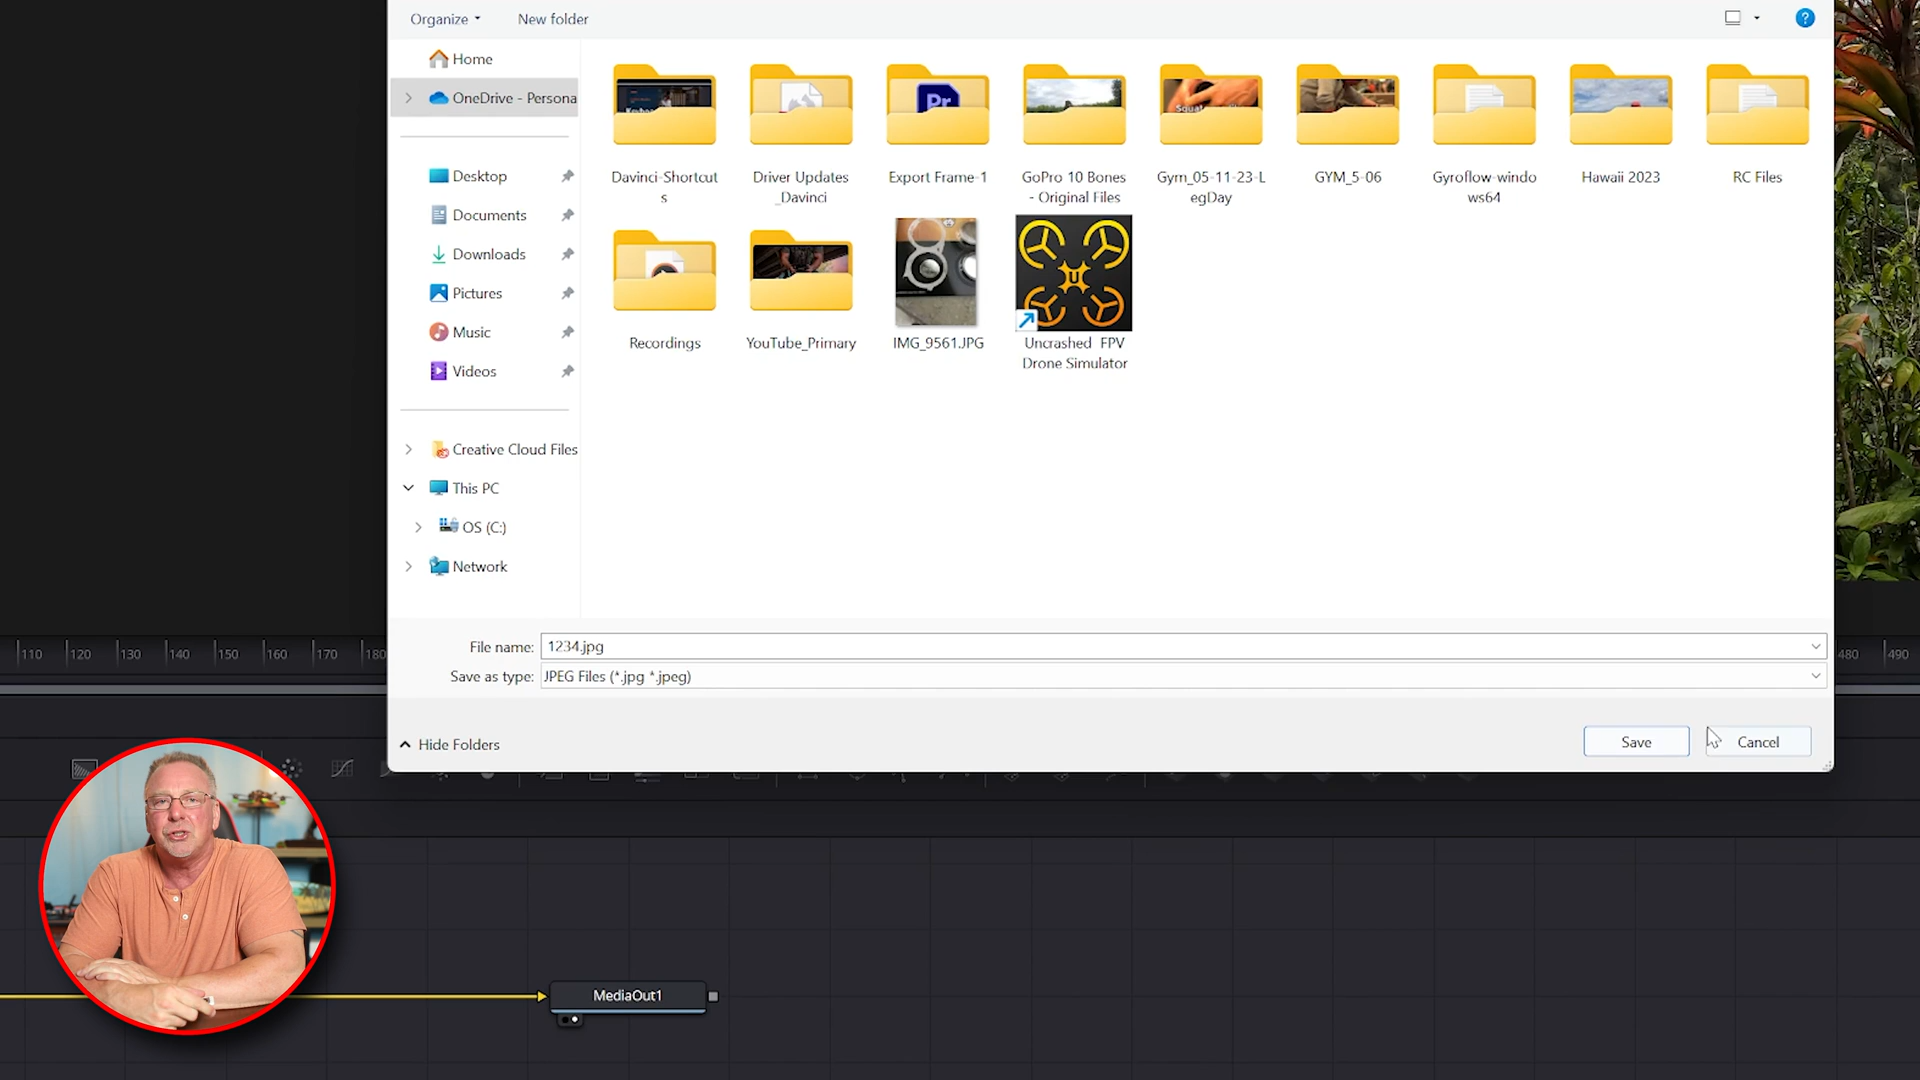 Organize
New folder
Home
OneDrive - Persona
Desktop
Documents
Downloads
Pictures
Music
Videos
Creative Cloud Files
This PC
OS (C:)
Network
Davinci-Shortcut
s
Driver Updates
_Davinci
Pr
Export Frame-1
GoPro 10 Bones
- Original Files
Squat
Gym_05-11-23-L
egDay
GYM_5-06
Gyroflow-windo
ws64
Hawaii 2023
RC Files
Recordings
YouTube_Primary
IMG_9561.JPG
U
Uncrashed FPV
Drone Simulator
File name: 1234.jpg
Save as type: JPEG Files (*.jpg *.jpeg)
Hide Folders
Save
Cancel
110 120 130 140 150 160 170 180
480 490
MediaOut1